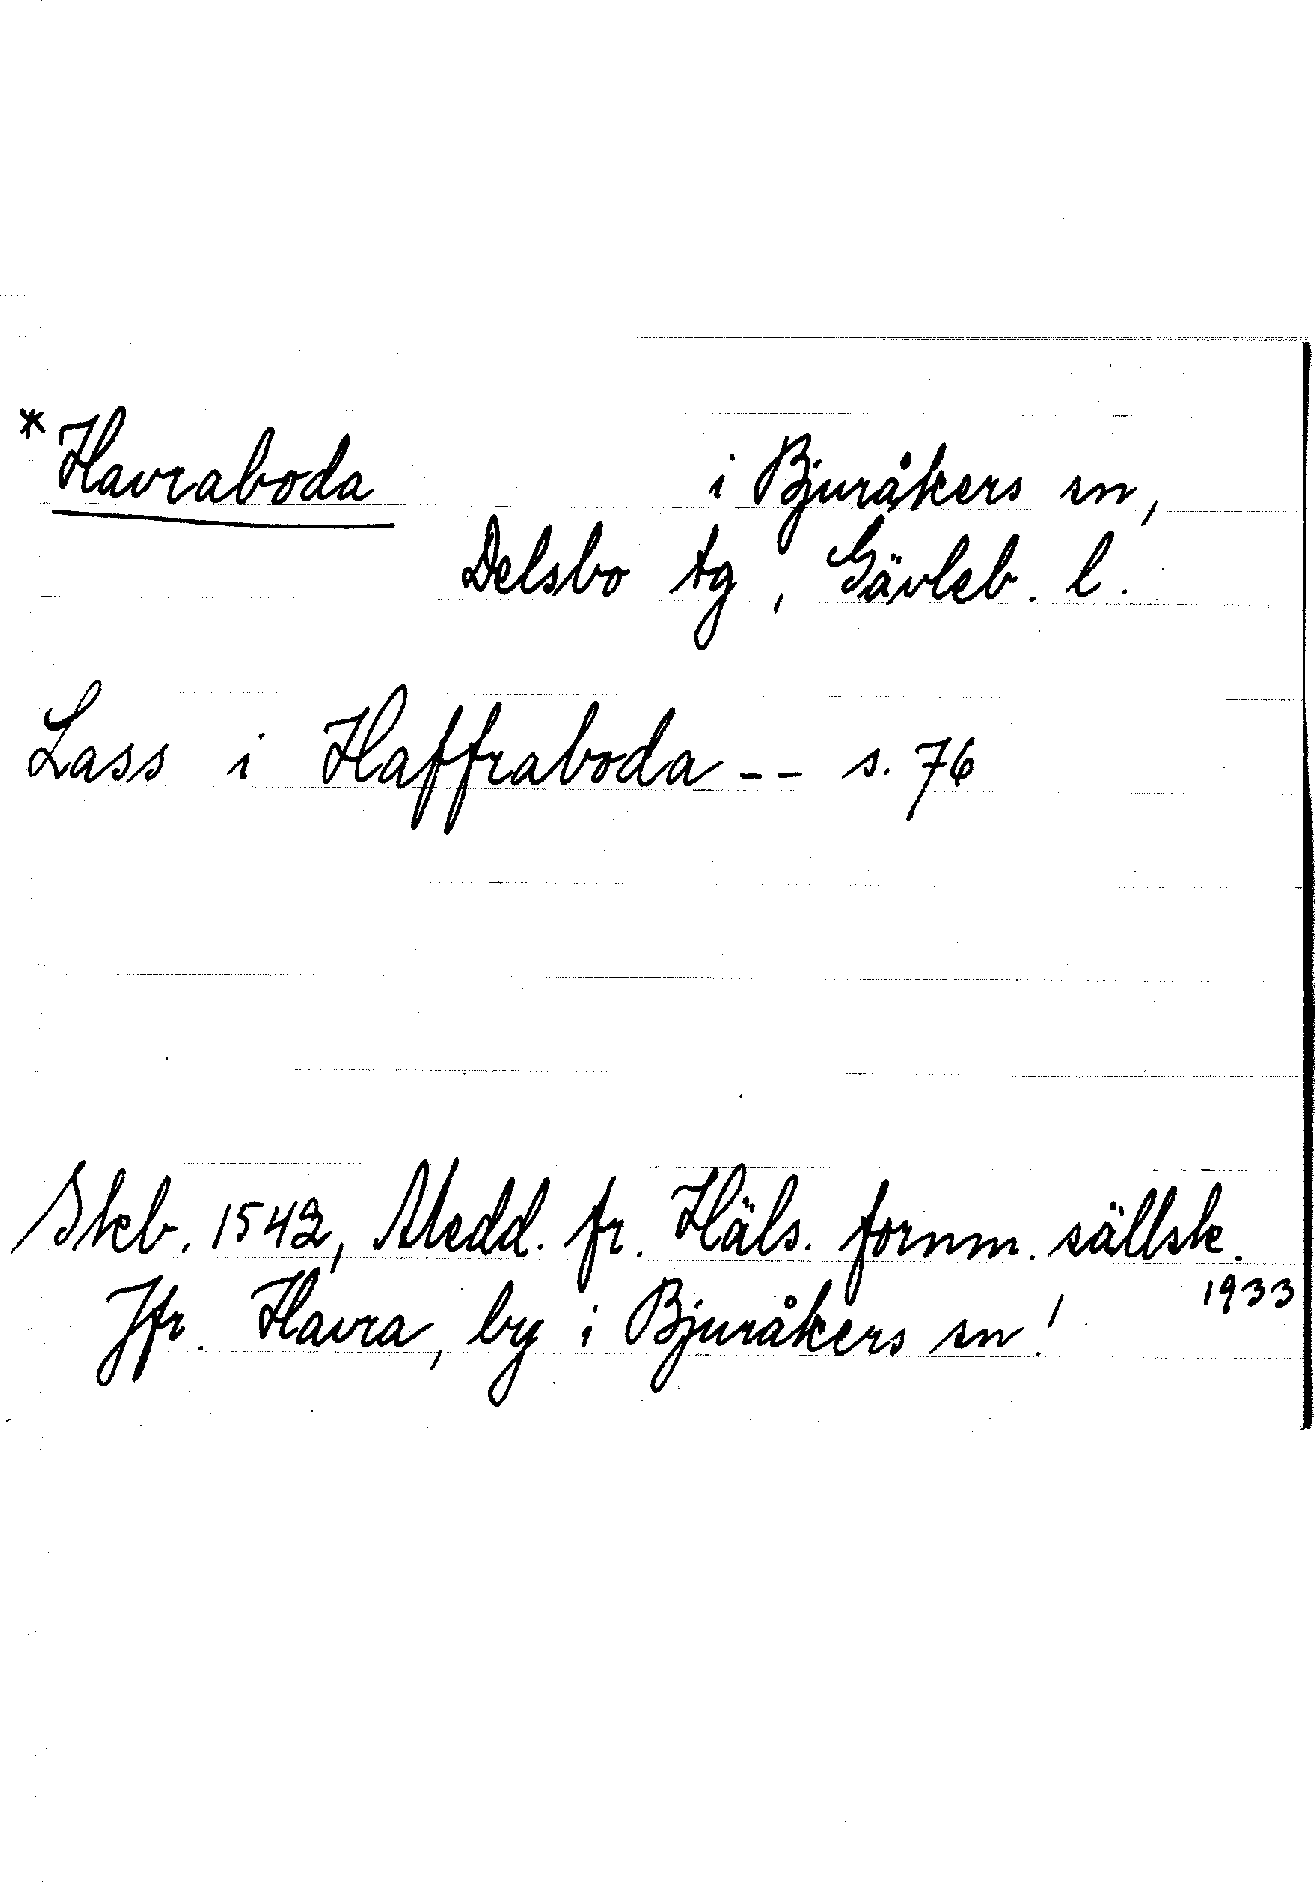 *Havraboda i Bjuråkers sn,
Delsbo tg, Gävleb. l.
Lass i Haffraboda -- s. 76
Skb. 1542, Medd. fr. Häls. fornm. sällsk.
1933
Jfr. Havra, by i Bjuråkers sn!